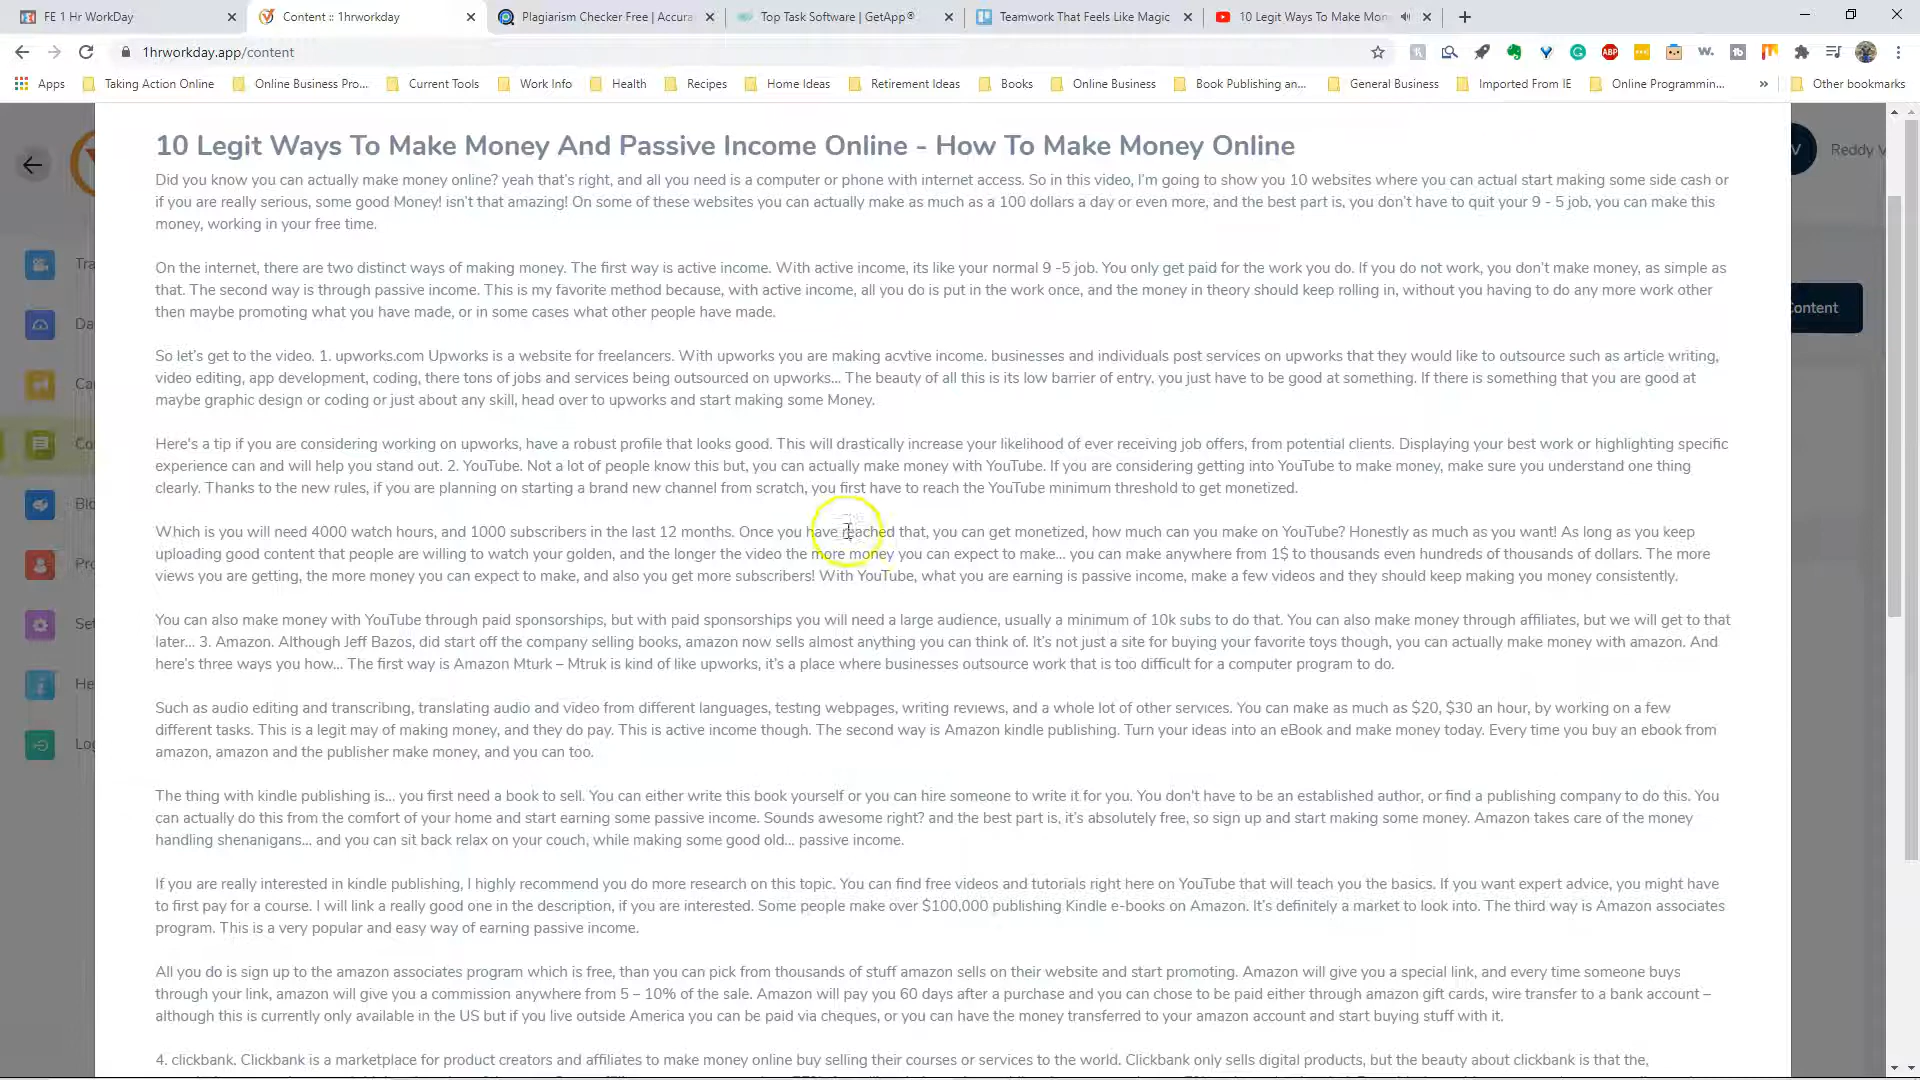 FE 1 Hr WorkDay
Content :: 1hrworkday
Plagiarism Checker Free | Accura
Top Task Software | GetApp®
Teamwork That Feels Like Magic
10 Legit Ways To Make Mon
1hrworkday.app/content
Apps
Taking Action Online
Online Business Pro...
Current Tools
Work Info
Health
Recipes
Home Ideas
Retirement Ideas
Books
Online Business
Book Publishing an...
General Business
Imported From IE
Online Programmin...
Other bookmarks
10 Legit Ways To Make Money And Passive Income Online - How To Make Money Online
Did you know you can actually make money online? yeah that's right, and all you need is a computer or phone with internet access. So in this video, I'm going to show you 10 websites where you can actual start making some side cash or
if you are really serious, some good Money! isn't that amazing! On some of these websites you can actually make as much as a 100 dollars a day or even more, and the best part is, you don't have to quit your 9 - 5 job, you can make this
money, working in your free time.
On the internet, there are two distinct ways of making money. The first way is active income. With active income, its like your normal 9 -5 job. You only get paid for the work you do. If you do not work, you don't make money, as simple as
that. The second way is through passive income. This is my favorite method because, with active income, all you do is put in the work once, and the money in theory should keep rolling in, without you having to do any more work other
then maybe promoting what you have made, or in some cases what other people have made.
So let's get to the video. 1. upworks.com Upworks is a website for freelancers. With upworks you are making acvtive income. businesses and individuals post services on upworks that they would like to outsource such as article writing,
video editing, app development, coding, there tons of jobs and services being outsourced on upworks... The beauty of all this is its low barrier of entry, you just have to be good at something. If there is something that you are good at
maybe graphic design or coding or just about any skill, head over to upworks and start making some Money.
Here's a tip if you are considering working on upworks, have a robust profile that looks good. This will drastically increase your likelihood of ever receiving job offers, from potential clients. Displaying your best work or highlighting specific
experience can and will help you stand out. 2. YouTube. Not a lot of people know this but, you can actually make money with YouTube. If you are considering getting into YouTube to make money, make sure you understand one thing
clearly. Thanks to the new rules, if you are planning on starting a brand new channel from scratch, you first have to reach the YouTube minimum threshold to get monetized.
Which is you will need 4000 watch hours, and 1000 subscribers in the last 12 months. Once you have reached that, you can get monetized, how much can you make on YouTube? Honestly as much as you want! As long as you keep
uploading good content that people are willing to watch your golden, and the longer the video the more money you can expect to make... you can make anywhere from 1$ to thousands even hundreds of thousands of dollars. The more
views you are getting, the more money you can expect to make, and also you get more subscribers! With YouTube, what you are earning is passive income, make a few videos and they should keep making you money consistently.
You can also make money with YouTube through paid sponsorships, but with paid sponsorships you will need a large audience, usually a minimum of 10k subs to do that. You can also make money through affiliates, but we will get to that
later... 3. Amazon. Although Jeff Bazos, did start off the company selling books, amazon now sells almost anything you can think of. It's not just a site for buying your favorite toys though, you can actually make money with amazon. And
here's three ways you how... The first way is Amazon Mturk – Mtruk is kind of like upworks, it's a place where businesses outsource work that is too difficult for a computer program to do.
Such as audio editing and transcribing, translating audio and video from different languages, testing webpages, writing reviews, and a whole lot of other services. You can make as much as $20, $30 an hour, by working on a few
different tasks. This is a legit may of making money, and they do pay. This is active income though. The second way is Amazon kindle publishing. Turn your ideas into an eBook and make money today. Every time you buy an ebook from
amazon, amazon and the publisher make money, and you can too.
The thing with kindle publishing is... you first need a book to sell. You can either write this book yourself or you can hire someone to write it for you. You don't have to be an established author, or find a publishing company to do this. You
can actually do this from the comfort of your home and start earning some passive income. Sounds awesome right? and the best part is, it's absolutely free, so sign up and start making some money. Amazon takes care of the money
handling shenanigans... and you can sit back relax on your couch, while making some good old... passive income.
If you are really interested in kindle publishing, I highly recommend you do more research on this topic. You can find free videos and tutorials right here on YouTube that will teach you the basics. If you want expert advice, you might have
to first pay for a course. I will link a really good one in the description, if you are interested. Some people make over $100,000 publishing Kindle e-books on Amazon. It's definitely a market to look into. The third way is Amazon associates
program. This is a very popular and easy way of earning passive income.
All you do is sign up to the amazon associates program which is free, than you can pick from thousands of stuff amazon sells on their website and start promoting. Amazon will give you a special link, and every time someone buys
through your link, amazon will give you a commission anywhere from 5 – 10% of the sale. Amazon will pay you 60 days after a purchase and you can chose to be paid either through amazon gift cards, wire transfer to a bank account –
although this is currently only available in the US but if you live outside America you can be paid via cheques, or you can have the money transferred to your amazon account and start buying stuff with it.
4. clickbank. Clickbank is a marketplace for product creators and affiliates to make money online buy selling their courses or services to the world. Clickbank only sells digital products, but the beauty about clickbank is that the,
Tra
Da
Ca
Co
Blo
Pro
Set
He
Log
V
Reddy V
Content